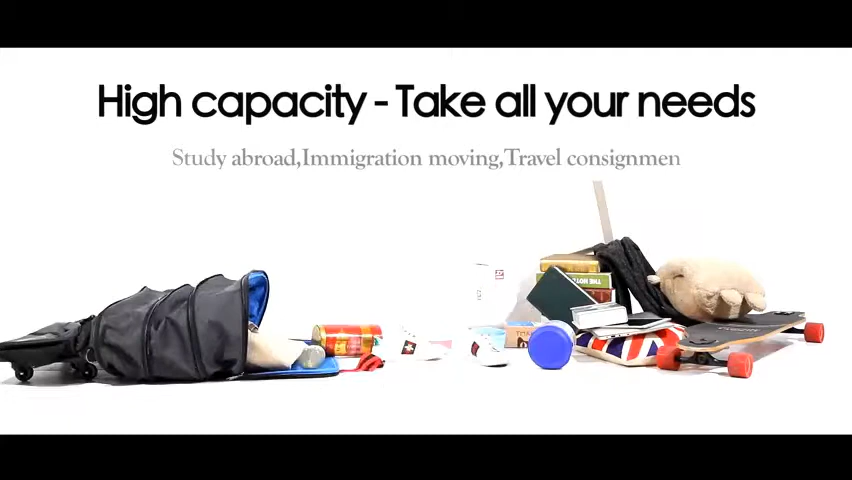 High capacity - Take all your needs
Study abroad,Immigration moving,Travel consignmen